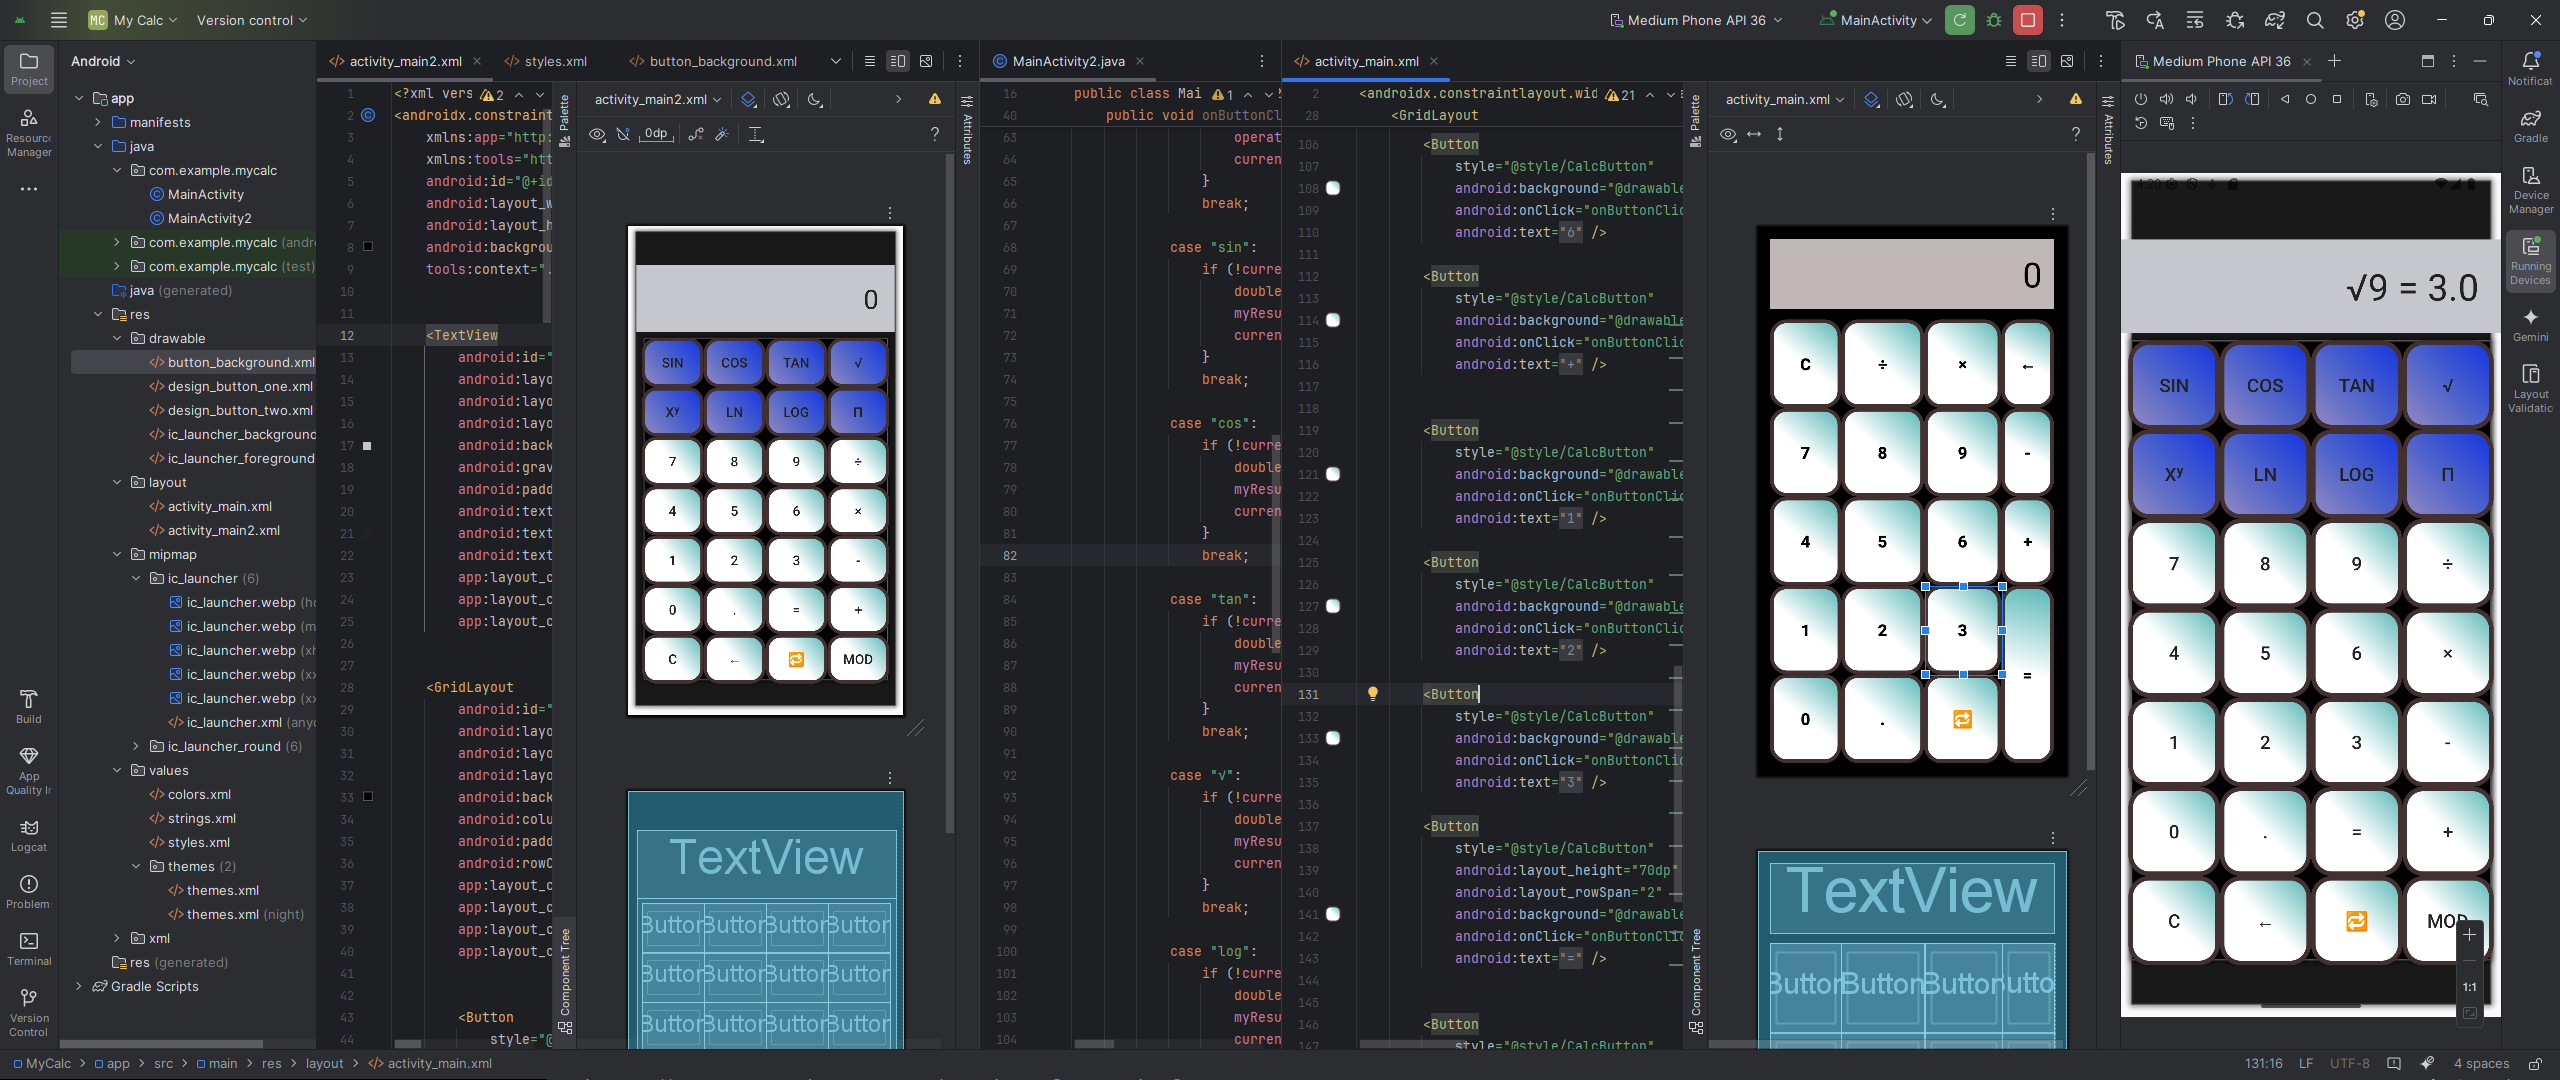 MC My Calc Version control Medium Phone API 36 MainActivity
Project
Resource Manager
Build
App Quality I
Logcat
Problem
Terminal
Version Control
Android
app
manifests
java
com.example.mycalc
MainActivity
MainActivity2
com.example.mycalc (andr
com.example.mycalc (test)
java (generated)
res
drawable
button_background.xml
design_button_one.xml
design_button_two.xml
ic_launcher_background
ic_launcher_foreground
layout
activity_main.xml
activity_main2.xml
mipmap
ic_launcher (6)
ic_launcher.webp (h
ic_launcher.webp (m
ic_launcher.webp (xh
ic_launcher.webp (xx
ic_launcher.webp (xx
ic_launcher.xml (any
ic_launcher_round (6)
values
colors.xml
strings.xml
styles.xml
themes (2)
themes.xml
themes.xml (night)
xml
res (generated)
Gradle Scripts
activity_main2.xml styles.xml button_background.xml
1 <?xml vers 2
2 <androidx.constraint
3 xmlns:app="http:
4 xmlns:tools="htt
5 android:id="@+id
6 android:layout_w
7 android:layout_h
8 android:backgrou
9 tools:context=".
10
11
12 <TextView
13 android:id="
14 android:layo
15 android:layo
16 android:layo
17 android:back
18 android:grav
19 android:padd
20 android:text
21 android:text
22 android:text
23 app:layout_c
24 app:layout_c
25 app:layout_c
26
27
28 <GridLayout
29 android:id="
30 android:layo
31 android:layo
32 android:layo
33 android:back
34 android:colu
35 android:padd
36 android:rowC
37 app:layout_c
38 app:layout_c
39 app:layout_c
40 app:layout_c
41
42
43 <Button
44 style="@
Palette
Component Tree
activity_main2.xml
0dp
?
Attributes
0
SIN COS TAN √
Xʸ LN LOG Π
7 8 9 ÷
4 5 6 ×
1 2 3 -
0 . = +
C ← 🔁 MOD
TextView
Button Button Button Button
Button Button Button Button
Button Button Button Button
MainActivity2.java
16 public class Mai 1
40 public void onButtonCl
63 operat
64 curren
65 }
66 break;
67
68 case "sin":
69 if (!curre
70 double
71 myResu
72 curren
73 }
74 break;
75
76 case "cos":
77 if (!curre
78 double
79 myResu
80 curren
81 }
82 break;
83
84 case "tan":
85 if (!curre
86 double
87 myResu
88 curren
89 }
90 break;
91
92 case "√":
93 if (!curre
94 double
95 myResu
96 curren
97 }
98 break;
99
100 case "log":
101 if (!curre
102 double
103 myResu
104 curren
activity_main.xml
2 <androidx.constraintlayout.wid 21
28 <GridLayout
106 <Button
107 style="@style/CalcButton"
108 android:background="@drawable
109 android:onClick="onButtonClic
110 android:text="6" />
111
112 <Button
113 style="@style/CalcButton"
114 android:background="@drawable
115 android:onClick="onButtonClic
116 android:text="+" />
117
118
119 <Button
120 style="@style/CalcButton"
121 android:background="@drawable
122 android:onClick="onButtonClic
123 android:text="1" />
124
125 <Button
126 style="@style/CalcButton"
127 android:background="@drawable
128 android:onClick="onButtonClic
129 android:text="2" />
130
131 <Button
132 style="@style/CalcButton"
133 android:background="@drawable
134 android:onClick="onButtonClic
135 android:text="3" />
136
137 <Button
138 style="@style/CalcButton"
139 android:layout_height="70dp"
140 android:layout_rowSpan="2"
141 android:background="@drawable
142 android:onClick="onButtonClic
143 android:text="=" />
144
145
146 <Button
147 style="@style/CalcButton"
Palette
Component Tree
activity_main.xml
?
Attributes
0
C ÷ × ←
7 8 9 -
4 5 6 +
1 2 3 =
0 . 🔁
TextView
Button Button Button Button
Medium Phone API 36
4:20
√9 = 3.0
SIN COS TAN √
Xʸ LN LOG Π
7 8 9 ÷
4 5 6 ×
1 2 3 -
0 . = +
C ← 🔁 MOD
1:1
Notificat
Gradle
Device Manager
Running Devices
Gemini
Layout Validatio
MyCalc > app > src > main > res > layout > activity_main.xml
131:16 LF UTF-8 4 spaces